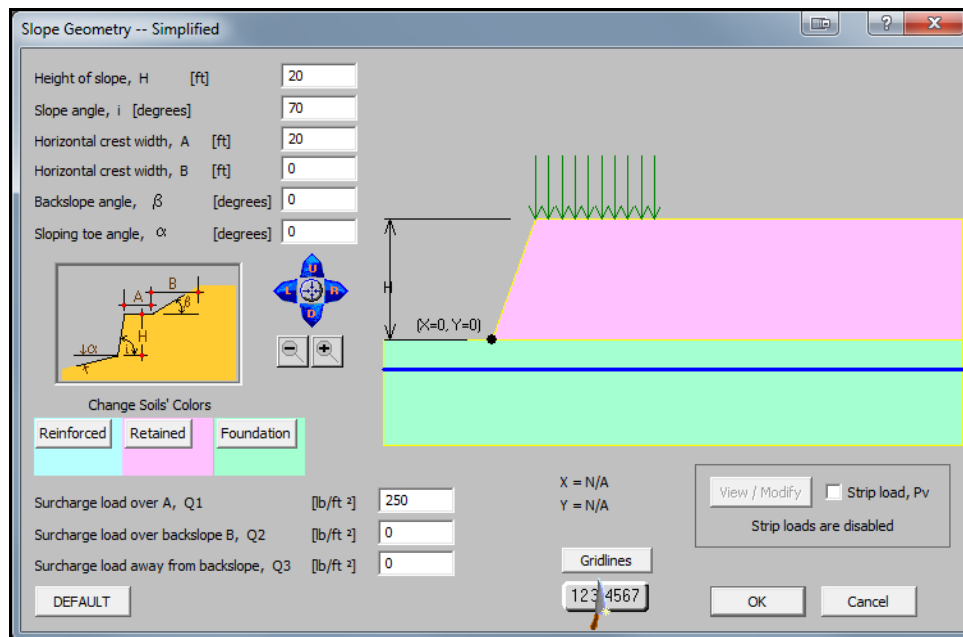 Slope Geometry -- Simplified
?
X
Height of slope, H [ft] 20
Slope angle, i [degrees] 70
Horizontal crest width, A [ft] 20
Horizontal crest width, B [ft] 0
Backslope angle, β [degrees] 0
Sloping toe angle, α [degrees] 0
B
A
β
H
α
i
U
L R
D
H
(X=0, Y=0)
Change Soils' Colors
Reinforced Retained Foundation
Surcharge load over A, Q1 [lb/ft ²] 250
Surcharge load over backslope B, Q2 [lb/ft ²] 0
Surcharge load away from backslope, Q3 [lb/ft ²] 0
DEFAULT
X = N/A
Y = N/A
Gridlines
123 4567
View / Modify Strip load, Pv
Strip loads are disabled
OK Cancel